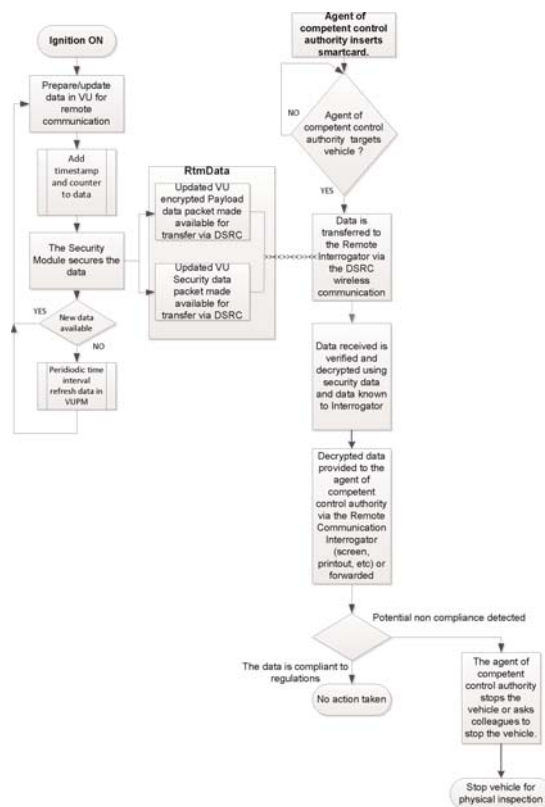 Ignition ON
Prepare/update
data in VU for
remote
communication
Add
timestamp
and counter
to data
The Security
Module secures the
data
YES
New data
available
NO
Peridiodic time
interval
refresh data in
VUPM
RtmData
Updated VU
encrypted Payload
data packet made
available for
transfer via DSRC
Updated VU
Security data
packet made
available for
transfer via DSRC
Agent of
competent control
authority inserts
smartcard.
NO
Agent of
competent control
authority targets
vehicle ?
YES
Data is
transferred to
the Remote
Interrogator via
the DSRC
wireless
communication
Data received is
verified and
decrypted using
security data
and data known
to Interrogator
Decrypted data
provided to the
agent of
competent
control authority
via the Remote
Communication
Interrogator
(screen,
printout, etc) or
forwarded
Potential non compliance detected
The data is compliant to
regulations
No action taken
The agent of
competent
control authority
stops the
vehicle or asks
colleagues to
stop the vehicle.
Stop vehicle for
physical inspection